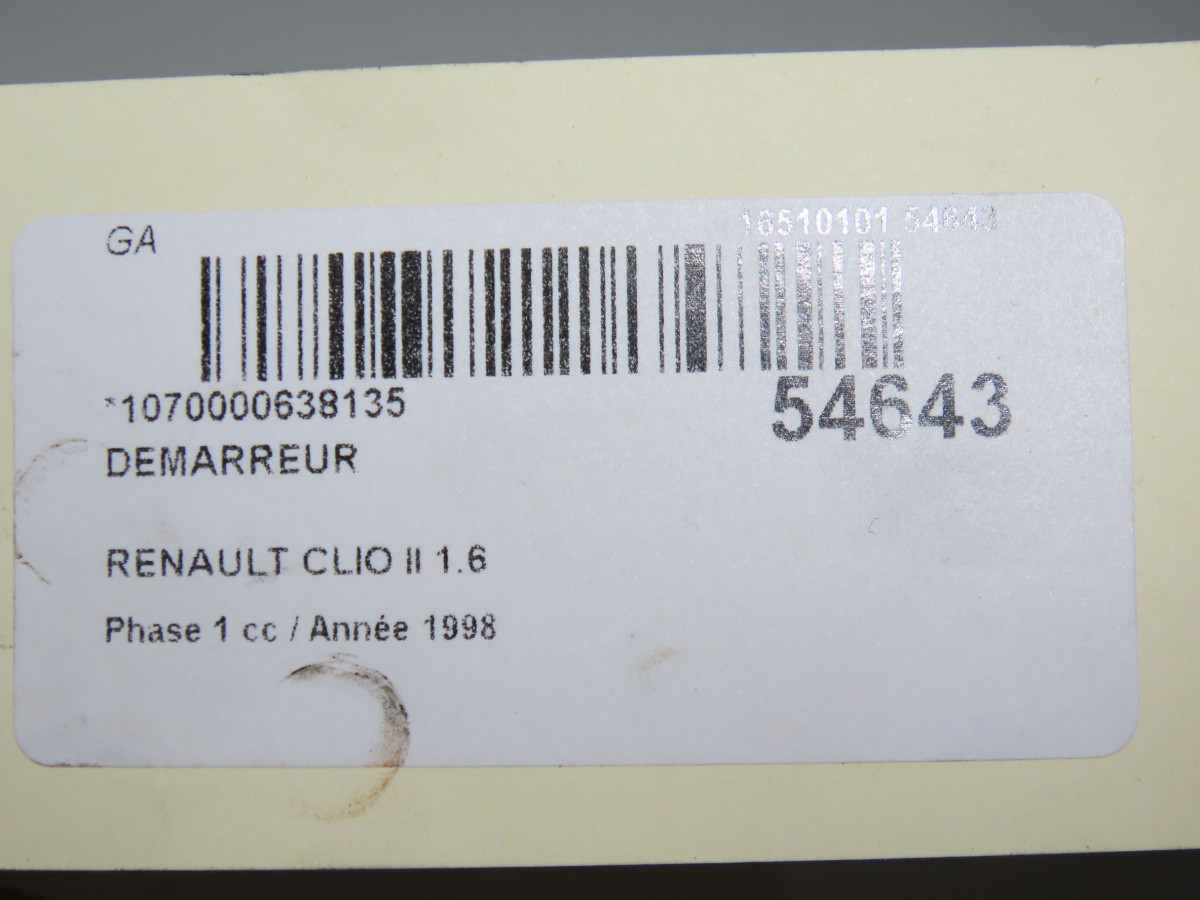 GA
16510101 54643
*1070000638135
54643
DEMARREUR
RENAULT CLIO II 1.6
Phase 1 cc / Année 1998